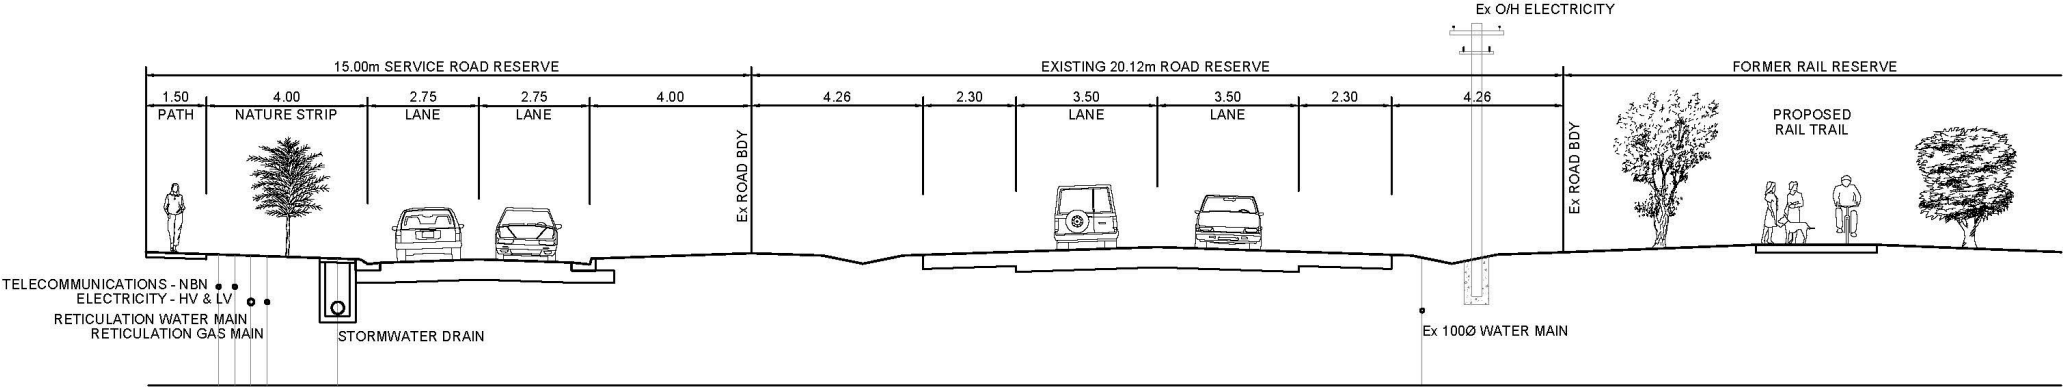 Ex O/H ELECTRICITY
15.00m SERVICE ROAD RESERVE
EXISTING 20.12m ROAD RESERVE
FORMER RAIL RESERVE
1.50
PATH
4.00
NATURE STRIP
2.75
LANE
2.75
LANE
4.00
4.26
2.30
3.50
LANE
3.50
LANE
2.30
4.26
PROPOSED
RAIL TRAIL
Ex ROAD BDY
Ex ROAD BDY
TELECOMMUNICATIONS - NBN
ELECTRICITY - HV & LV
RETICULATION WATER MAIN
RETICULATION GAS MAIN
STORMWATER DRAIN
Ex 100Ø WATER MAIN